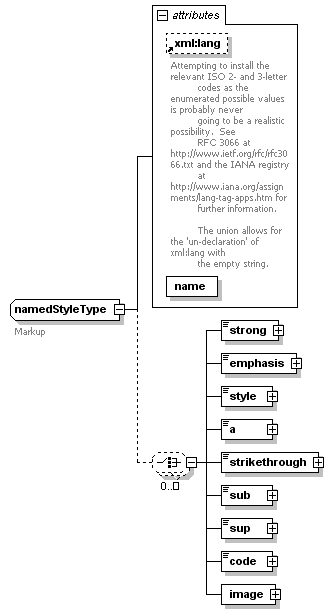 attributes
xml:lang
Attempting to install the
relevant ISO 2- and 3-letter
codes as the
enumerated possible values
is probably never
going to be a realistic
possibility. See
RFC 3066 at
http://www.ietf.org/rfc/rfc30
66.txt and the IANA registry
at
http://www.iana.org/assign
ments/lang-tag-apps.htm for
further information.
The union allows for
the 'un-declaration' of
xml:lang with
the empty string.
name
namedStyleType
Markup
strong
emphasis
style
a
strikethrough
0..
sub
sup
code
image